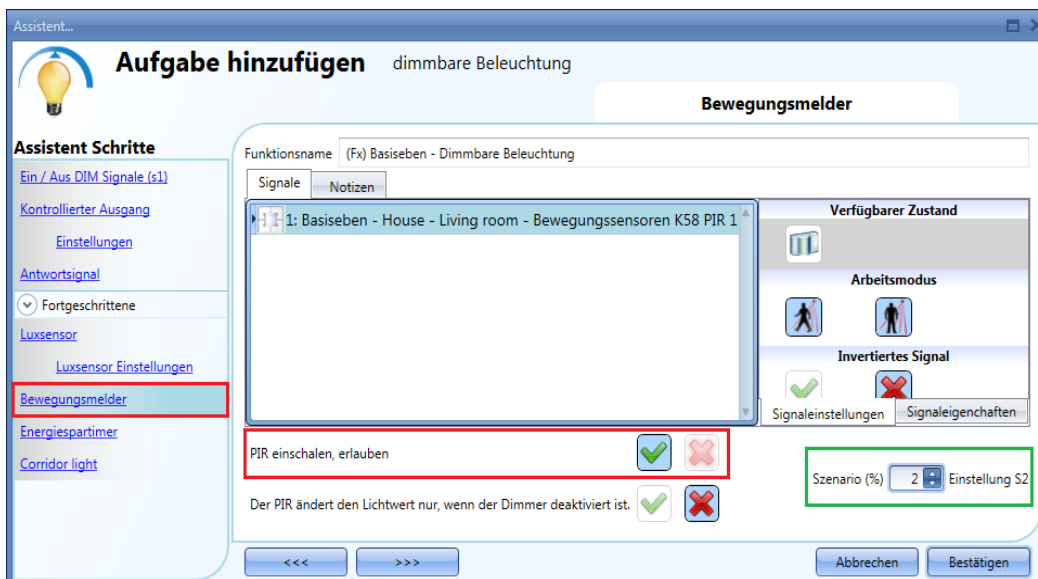 Assistent...
Aufgabe hinzufügen dimmbare Beleuchtung
Bewegungsmelder
Assistent Schritte
Ein / Aus DIM Signale (s1)
Kontrollierter Ausgang
Einstellungen
Antwortsignal
Fortgeschrittene
Luxsensor
Luxsensor Einstellungen
Bewegungsmelder
Energiespartimer
Corridor light
Funktionsname (Fx) Basiseben - Dimmbare Beleuchtung
Signale Notizen
1: Basiseben - House - Living room - Bewegungssensoren K58 PIR 1
Verfügbarer Zustand
Arbeitsmodus
Invertiertes Signal
Signaleinstellungen Signaleigenschaften
PIR einschalen, erlauben
Szenario (%) 2 Einstellung S2
Der PIR ändert den Lichtwert nur, wenn der Dimmer deaktiviert ist.
<<< >>> Abbrechen Bestätigen